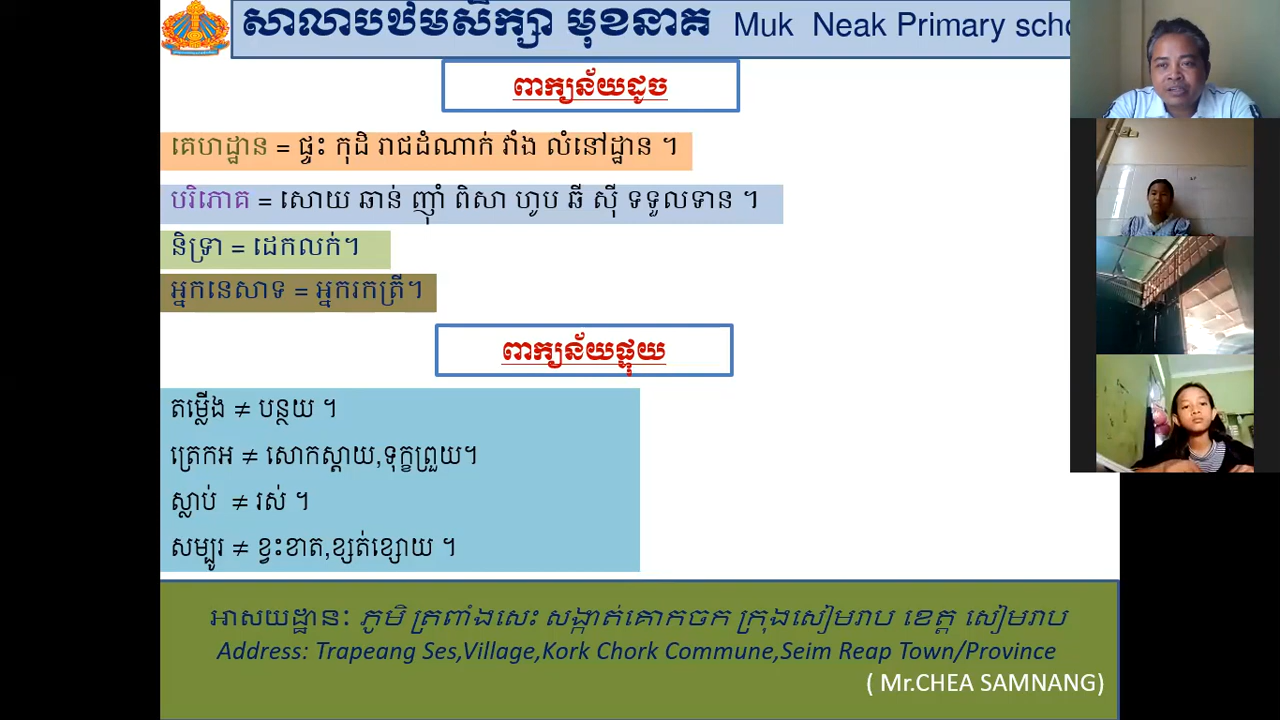 សាលាបឋមសិក្សា មុខនាគ Muk Neak Primary scho
ពាក្យន័យដូច
គេហដ្ឋាន = ផ្ទះ កុដិ រាជដំណាក់ វាំង លំនៅដ្ឋាន ។
បរិភោគ = សោយ ឆាន់ ញ៉ាំ ពិសា ហូប ឆី ស៊ី ទទួលទាន ។
និទ្រា = ដេកលក់។
អ្នកនេសាទ = អ្នករកត្រី។
ពាក្យន័យផ្ទុយ
តម្លើង ≠ បន្ថយ ។
ត្រេកអ ≠ សោកស្ដាយ,ទុក្ខព្រួយ។
ស្លាប់ ≠ រស់ ។
សម្បូរ ≠ ខ្វះខាត,ខ្សត់ខ្សោយ ។
អាសយដ្ឋានៈ ភូមិ ត្រពាំងសេះ សង្កាត់គោកចក ក្រុងសៀមរាប ខេត្ត សៀមរាប
Address: Trapeang Ses,Village,Kork Chork Commune,Seim Reap Town/Province
( Mr.CHEA SAMNANG)